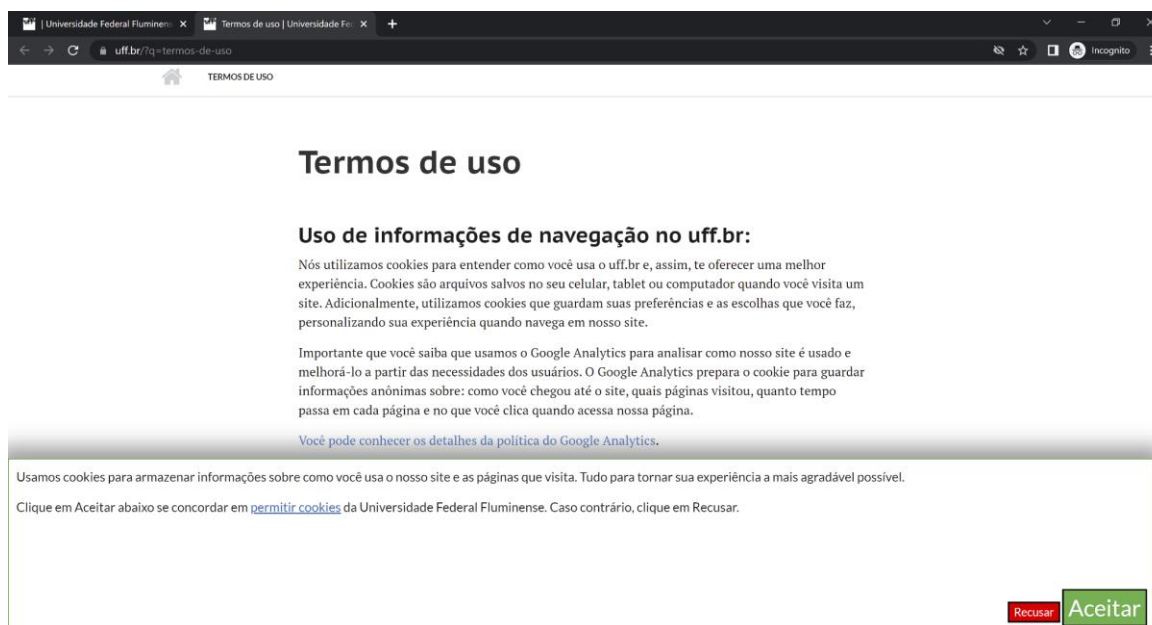 | Universidade Federal Fluminens
Termos de uso | Universidade Fed
uff.br/?q=termos-de-uso
Incognito
TERMOS DE USO
Termos de uso
Uso de informações de navegação no uff.br:
Nós utilizamos cookies para entender como você usa o uff.br e, assim, te oferecer uma melhor
experiência. Cookies são arquivos salvos no seu celular, tablet ou computador quando você visita um
site. Adicionalmente, utilizamos cookies que guardam suas preferências e as escolhas que você faz,
personalizando sua experiência quando navega em nosso site.
Importante que você saiba que usamos o Google Analytics para analisar como nosso site é usado e
melhorá-lo a partir das necessidades dos usuários. O Google Analytics prepara o cookie para guardar
informações anônimas sobre: como você chegou até o site, quais páginas visitou, quanto tempo
passa em cada página e no que você clica quando acessa nossa página.
Você pode conhecer os detalhes da política do Google Analytics.
Usamos cookies para armazenar informações sobre como você usa o nosso site e as páginas que visita. Tudo para tornar sua experiência a mais agradável possível.
Clique em Aceitar abaixo se concordar em permitir cookies da Universidade Federal Fluminense. Caso contrário, clique em Recusar.
Recusar Aceitar